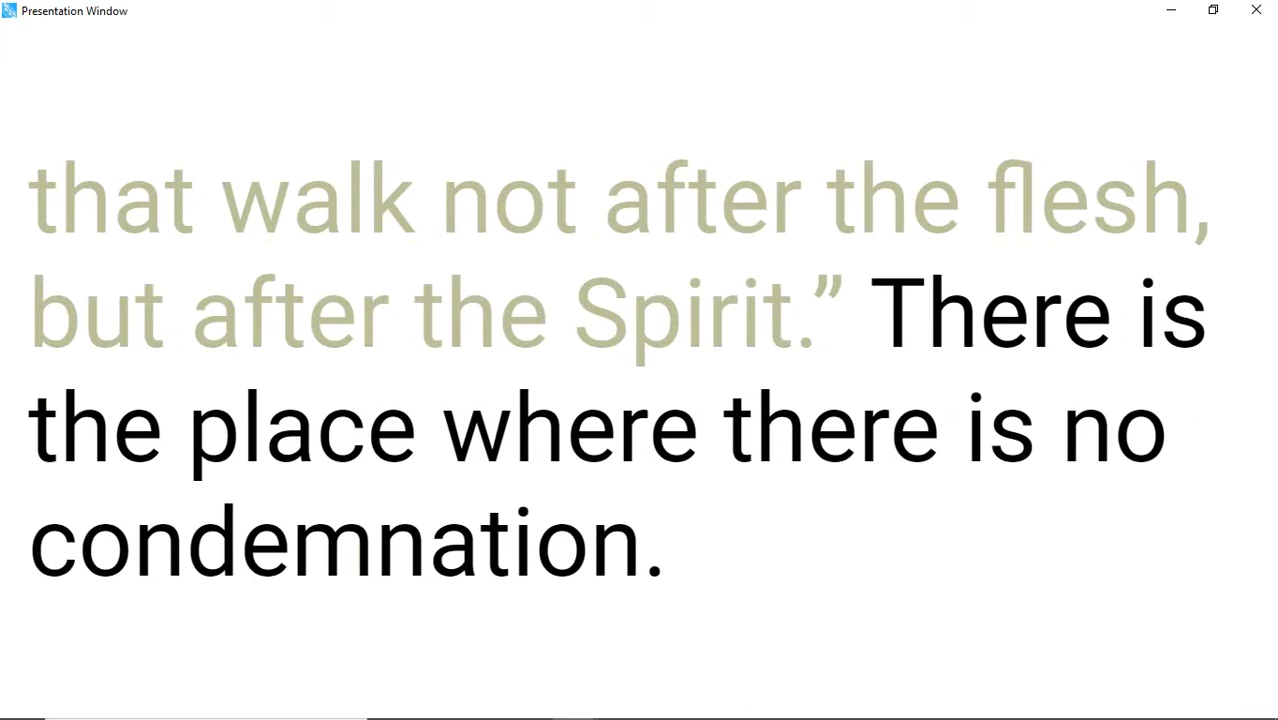 Presentation Window
that walk not after the flesh,
but after the Spirit.” There is
the place where there is no
condemnation.